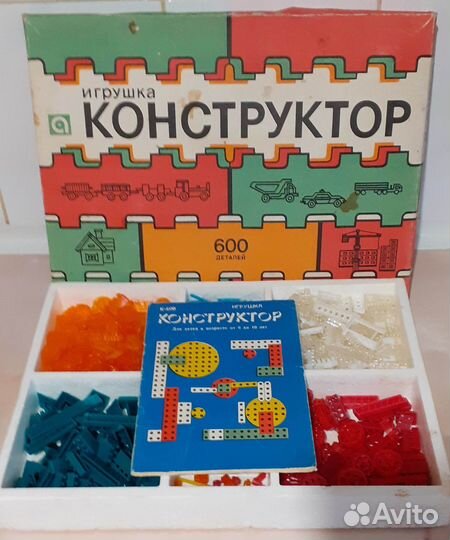 игрушка
КОНСТРУКТОР
600
ДЕТАЛЕЙ
К-600
ИГРУШКА
КОНСТРУКТОР
Для детей в возрасте от 6 до 10 лет
Avito